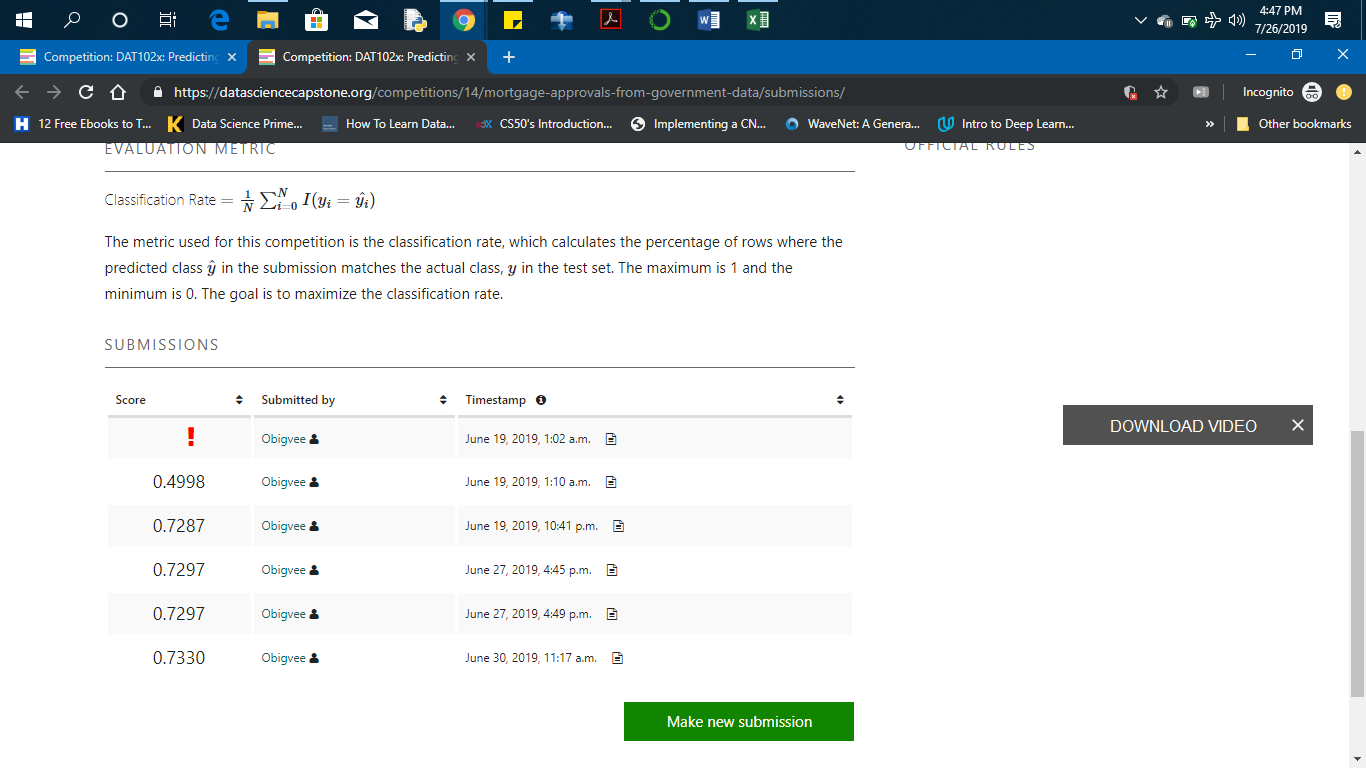 4:47 PM
7/26/2019
Competition: DAT102x: Predicting
Competition: DAT102x: Predicting
https://datasciencecapstone.org/competitions/14/mortgage-approvals-from-government-data/submissions/
Incognito
12 Free Ebooks to T...
Data Science Prime...
How To Learn Data...
CS50's Introduction...
Implementing a CN...
WaveNet: A Genera...
Intro to Deep Learn...
»
Other bookmarks
EVALUATION METRIC
OFFICIAL RULES
Classification Rate = 1/N ∑_{i=0}^{N} I(y_i = ŷ_i)
The metric used for this competition is the classification rate, which calculates the percentage of rows where the
predicted class ŷ in the submission matches the actual class, y in the test set. The maximum is 1 and the
minimum is 0. The goal is to maximize the classification rate.
SUBMISSIONS
Score Submitted by Timestamp
! Obigvee June 19, 2019, 1:02 a.m.
0.4998 Obigvee June 19, 2019, 1:10 a.m.
0.7287 Obigvee June 19, 2019, 10:41 p.m.
0.7297 Obigvee June 27, 2019, 4:45 p.m.
0.7297 Obigvee June 27, 2019, 4:49 p.m.
0.7330 Obigvee June 30, 2019, 11:17 a.m.
DOWNLOAD VIDEO ×
Make new submission